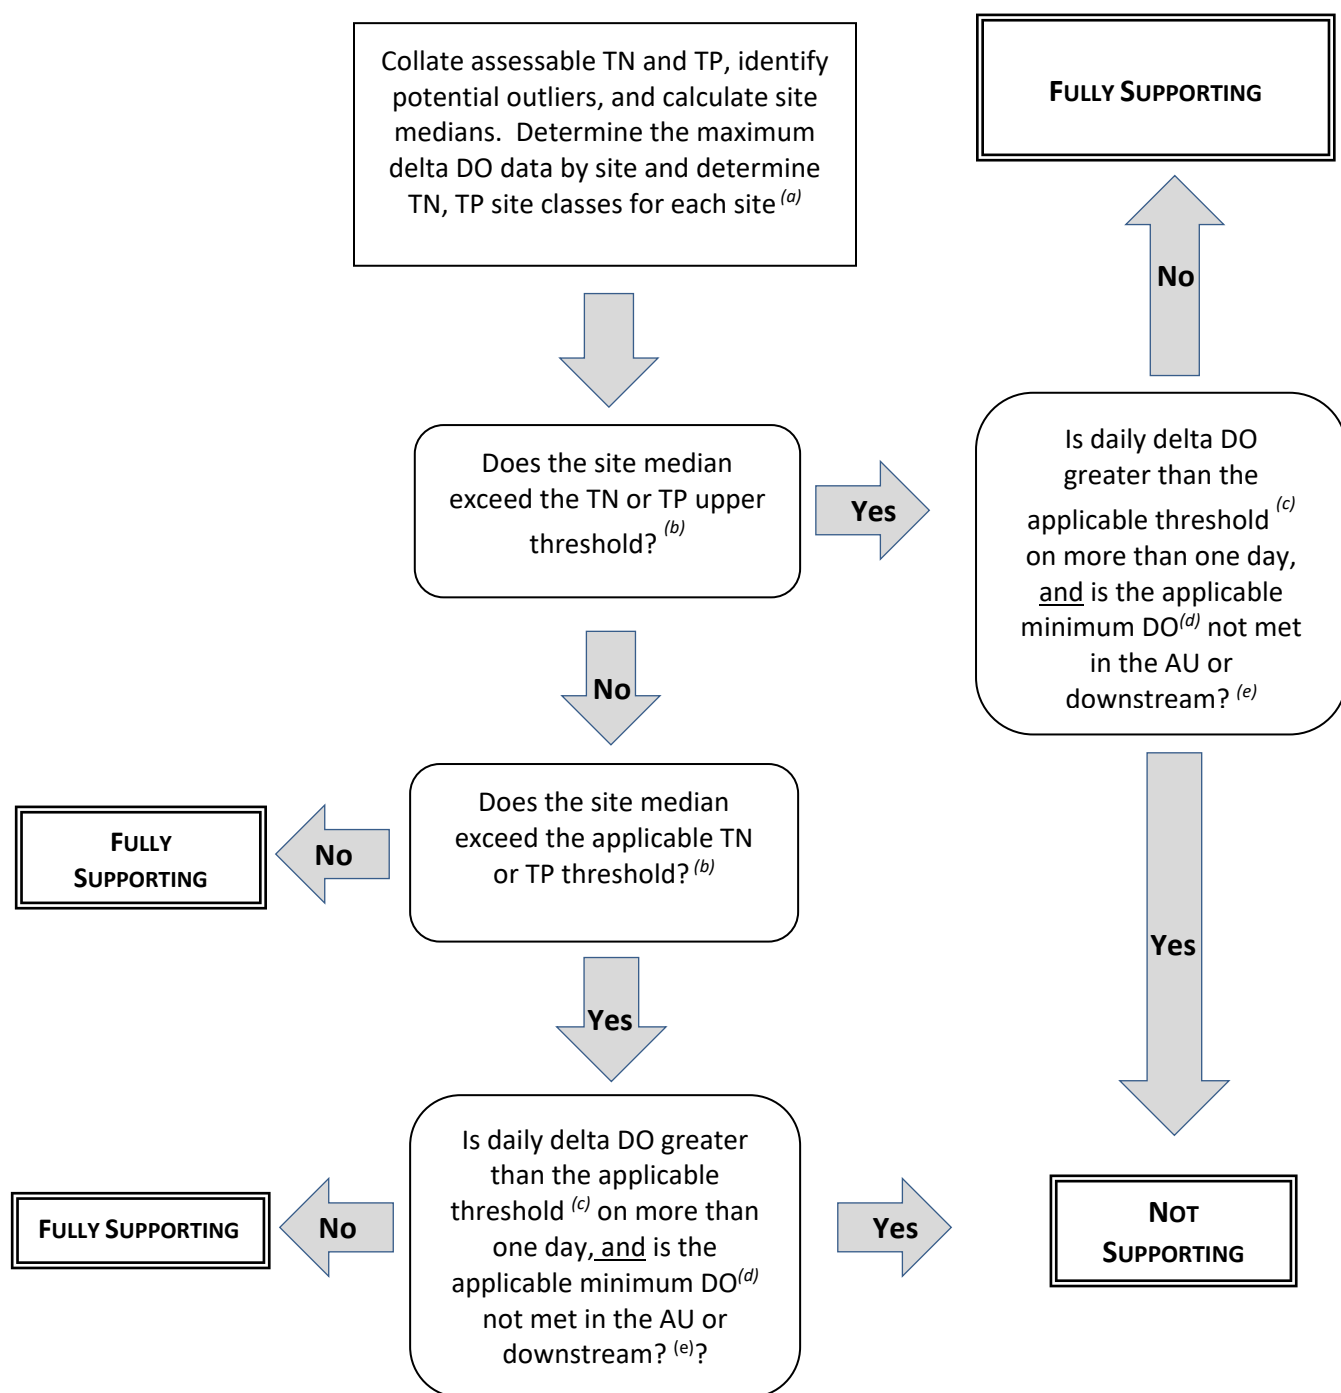 Collate assessable TN and TP, identify
potential outliers, and calculate site
medians.  Determine the maximum
delta DO data by site and determine
TN, TP site classes for each site (a)
FULLY SUPPORTING
No
Does the site median
exceed the TN or TP upper
threshold? (b)
Yes
Is daily delta DO
greater than the
applicable threshold (c)
on more than one day,
and is the applicable
minimum DO(d) not met
in the AU or
downstream? (e)
No
Does the site median
exceed the applicable TN
or TP threshold? (b)
No
FULLY
SUPPORTING
Yes
Yes
Is daily delta DO greater
than the applicable
threshold (c) on more than
one day, and is the
applicable minimum DO(d)
not met in the AU or
downstream? (e)?
No
FULLY SUPPORTING
Yes
NOT
SUPPORTING